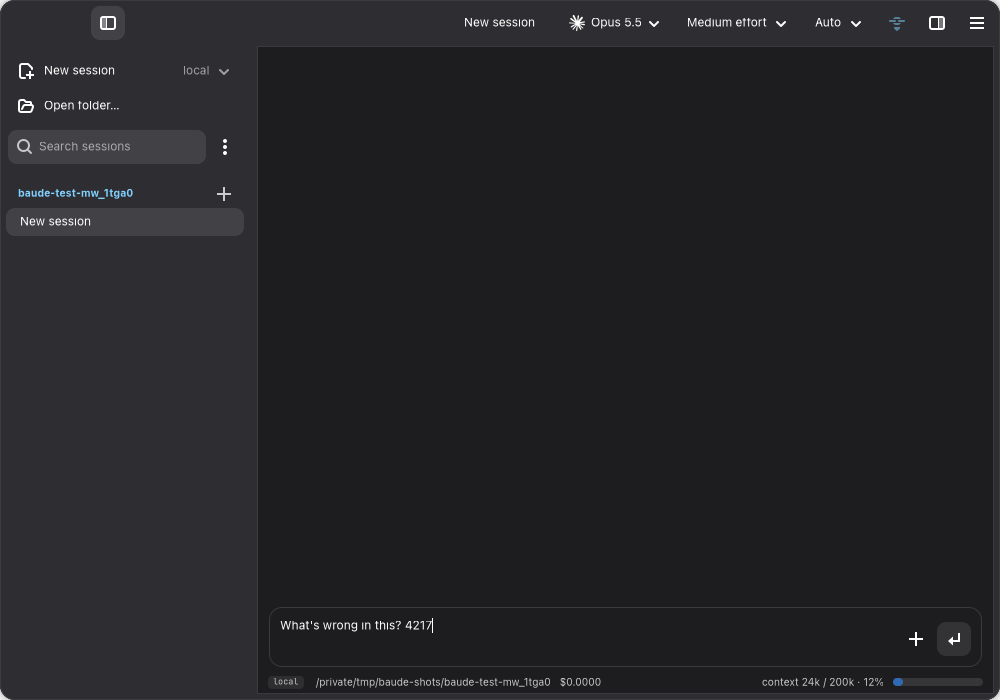 New session
Opus 5.5
Medium effort
Auto
New session
local
Open folder...
Search sessions
baude-test-mw_1tga0
New session
What's wrong in this? 4217
local /private/tmp/baude-shots/baude-test-mw_1tga0 $0.0000
context 24k / 200k · 12%